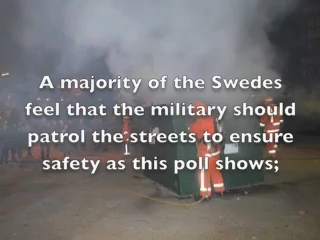 A majority of the Swedes
feel that the military should
patrol the streets to ensure
safety as this poll shows;